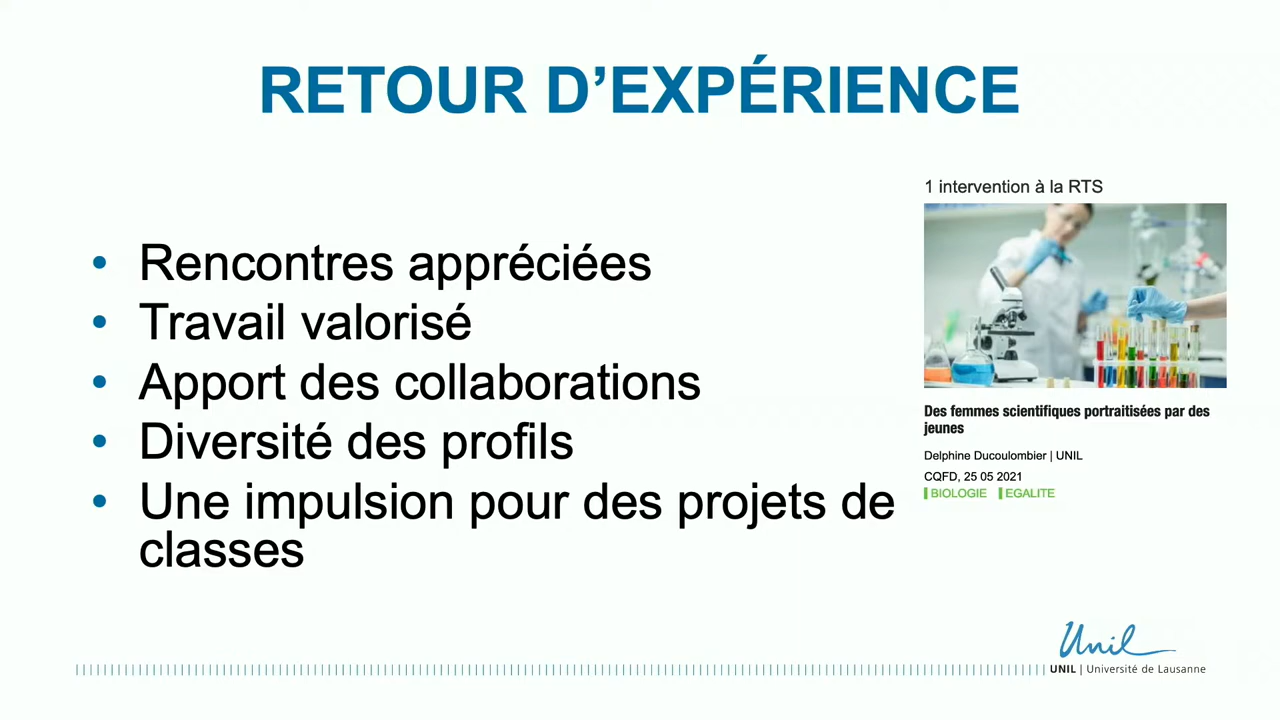 RETOUR D’EXPÉRIENCE
• Rencontres appréciées
• Travail valorisé
• Apport des collaborations
• Diversité des profils
• Une impulsion pour des projets de
classes
1 intervention à la RTS
Des femmes scientifiques portraitisées par des
jeunes
Delphine Ducoulombier | UNIL
CQFD, 25 05 2021
BIOLOGIE EGALITE
Unil
UNIL | Université de Lausanne